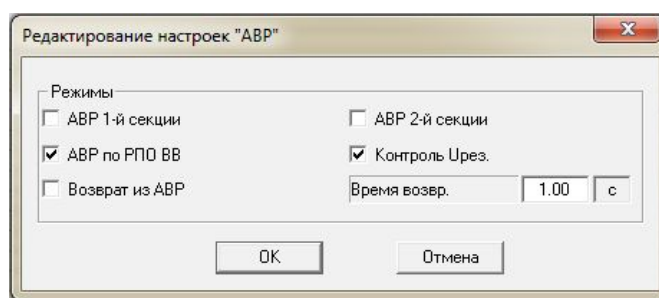 Редактирование настроек "АВР"
Режимы
АВР 1-й секции
АВР 2-й секции
АВР по РПО ВВ
Контроль Uрез.
Возврат из АВР
Время возвр.
1.00
с
OK
Отмена